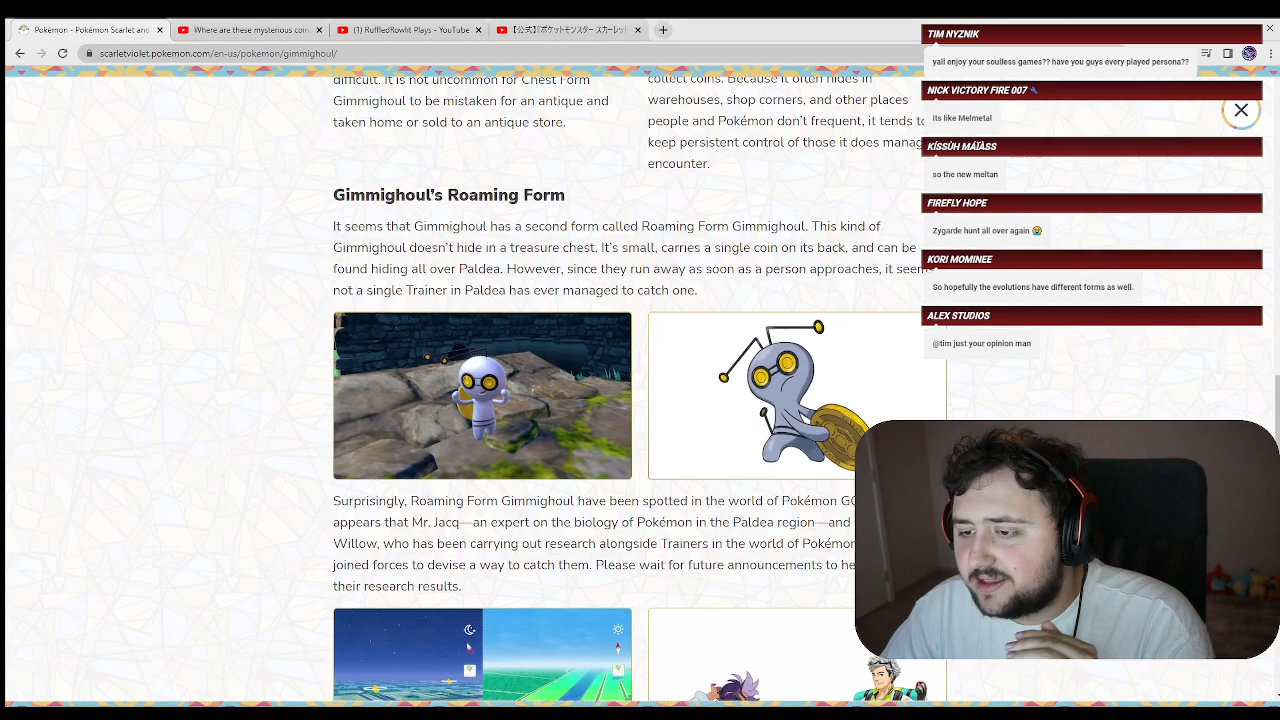 Pokémon - Pokémon Scarlet and
Where are these mysterious coin
(1) RuffledRowlit Plays - YouTube
【公式】『ポケットモンスター スカーレット
scarletviolet.pokemon.com/en-us/pokemon/gimmighoul/
difficult. It is not uncommon for Chest Form
Gimmighoul to be mistaken for an antique and
taken home or sold to an antique store.
collect coins. Because it often hides in
warehouses, shop corners, and other places
people and Pokémon don't frequent, it tends to
keep persistent control of those it does manage
encounter.
Gimmighoul's Roaming Form
It seems that Gimmighoul has a second form called Roaming Form Gimmighoul. This kind of
Gimmighoul doesn't hide in a treasure chest. It's small, carries a single coin on its back, and can be
found hiding all over Paldea. However, since they run away as soon as a person approaches, it seem
not a single Trainer in Paldea has ever managed to catch one.
Surprisingly, Roaming Form Gimmighoul have been spotted in the world of Pokémon GO
appears that Mr. Jacq—an expert on the biology of Pokémon in the Paldea region—and
Willow, who has been carrying out research alongside Trainers in the world of Pokémon
joined forces to devise a way to catch them. Please wait for future announcements to he
their research results.
TIM NYZNIK
yall enjoy your soulless games?? have you guys every played persona??
NICK VICTORY FIRE 007
its like Melmetal
KÍSSÙH MÁÏÀSS
so the new meltan
FIREFLY HOPE
Zygarde hunt all over again 😭
KORI MOMINEE
So hopefully the evolutions have different forms as well.
ALEX STUDIOS
@tim just your opinion man